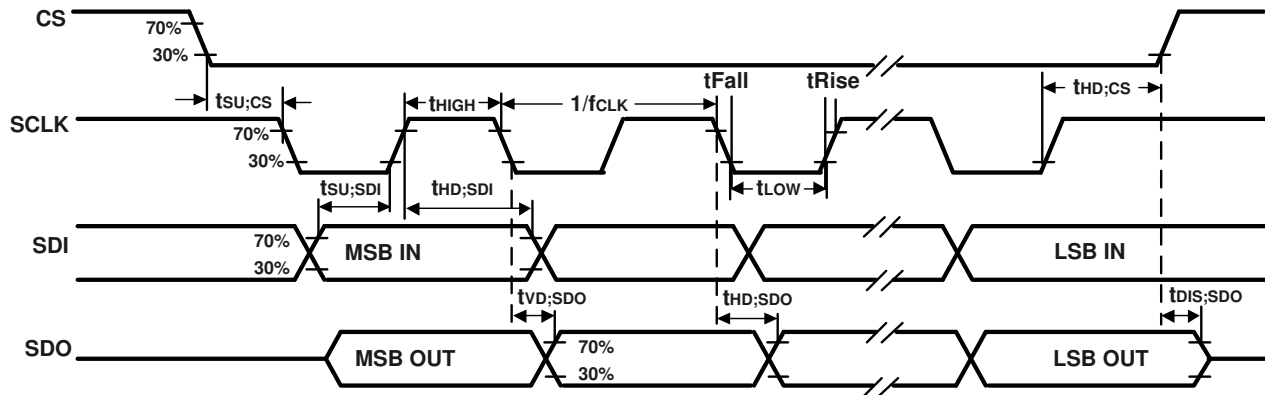 CS
70%
30%
tSU;CS
tHIGH
1/fCLK
tFall
tRise
tHD;CS
SCLK
70%
30%
tSU;SDI
tHD;SDI
tLOW
SDI
70%
30%
MSB IN
LSB IN
tVD;SDO
tHD;SDO
tDIS;SDO
SDO
MSB OUT
70%
30%
LSB OUT